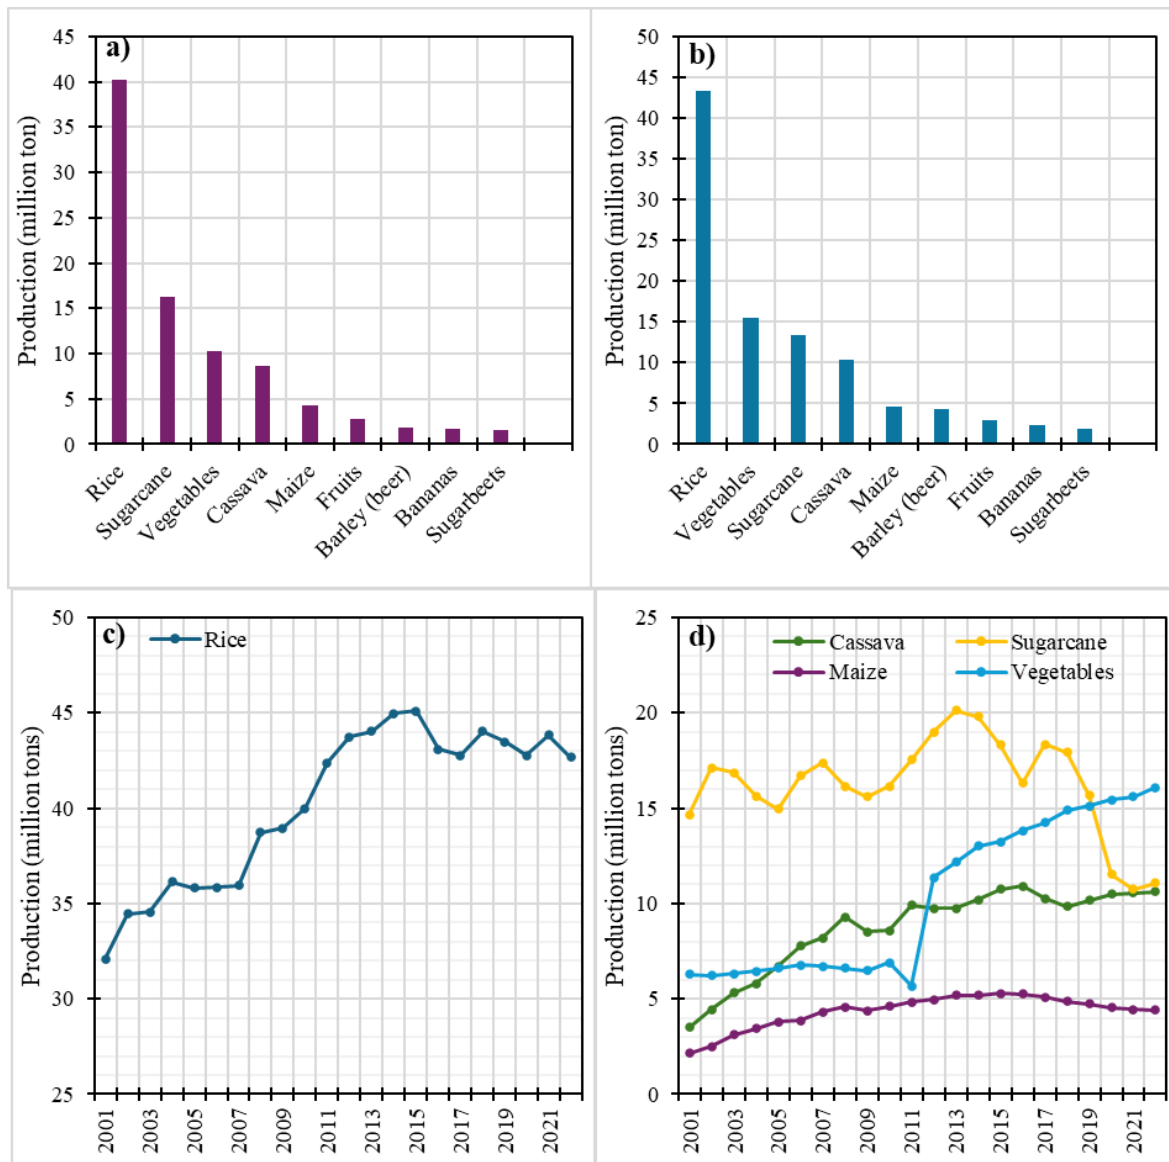 a)
Production (million ton)
45
40
35
30
25
20
15
10
5
0
Rice
Sugarcane
Vegetables
Cassava
Maize
Fruits
Barley (beer)
Bananas
Sugarbeets
b)
Production (million ton)
50
45
40
35
30
25
20
15
10
5
0
Rice
Vegetables
Sugarcane
Cassava
Maize
Barley (beer)
Fruits
Bananas
Sugarbeets
c)
Rice
Production (million tons)
50
45
40
35
30
25
2001
2003
2005
2007
2009
2011
2013
2015
2017
2019
2021
d)
Cassava
Sugarcane
Maize
Vegetables
Production (million tons)
25
20
15
10
5
0
2001
2003
2005
2007
2009
2011
2013
2015
2017
2019
2021